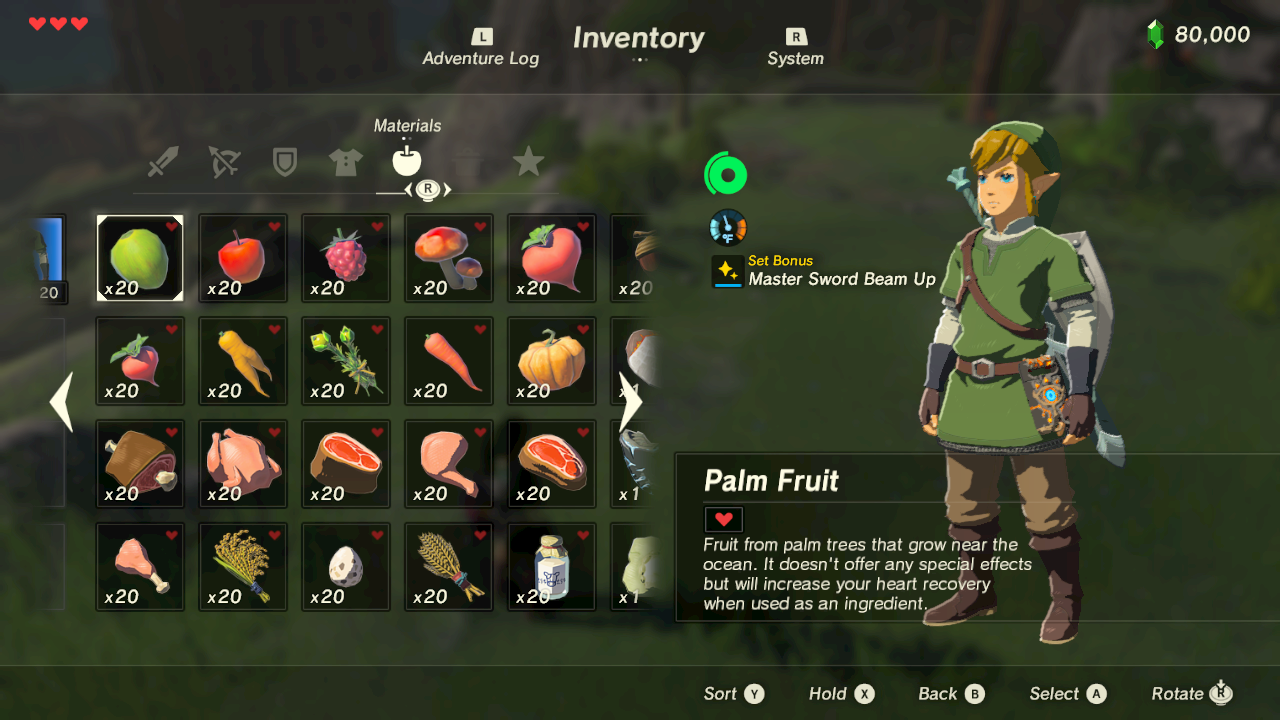 L
Inventory
R
80,000
Adventure Log
System
Materials
R
°F
Set Bonus
Master Sword Beam Up
20
x20
x20
x20
x20
x20
x20
x20
x20
x20
x20
x20
x1
x20
x20
x20
x20
x20
x1
x20
x20
x20
x20
x20
x1
Palm Fruit
Fruit from palm trees that grow near the
ocean. It doesn't offer any special effects
but will increase your heart recovery
when used as an ingredient.
Sort Y
Hold X
Back B
Select A
Rotate R